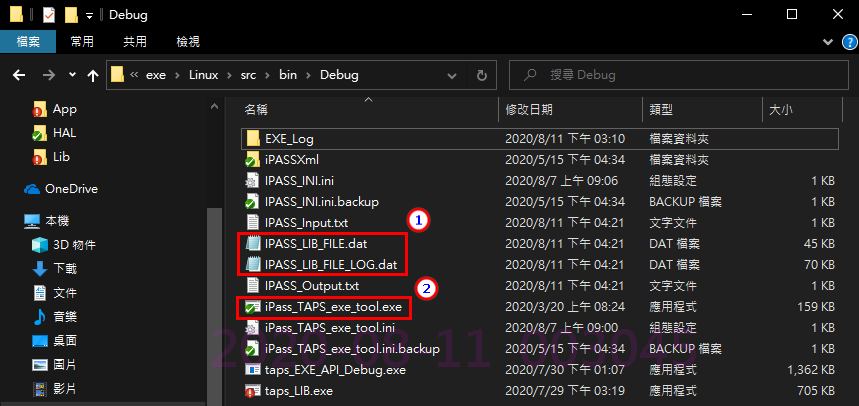 Debug
檔案 常用 共用 檢視
exe Linux src bin Debug 搜尋 Debug
名稱 修改日期 類型 大小
App
HAL
Lib
OneDrive
本機
3D 物件
下載
文件
音樂
桌面
圖片
影片
EXE_Log 2020/8/11 下午 03:10 檔案資料夾
iPASSXml 2020/5/15 下午 04:34 檔案資料夾
IPASS_INI.ini 2020/8/7 上午 09:06 組態設定 1 KB
IPASS_INI.ini.backup 2020/5/15 下午 04:34 BACKUP 檔案 1 KB
IPASS_Input.txt 2020/8/11 下午 04:21 文字文件 1 KB
1
IPASS_LIB_FILE.dat 2020/8/11 下午 04:21 DAT 檔案 45 KB
IPASS_LIB_FILE_LOG.dat 2020/8/11 下午 04:21 DAT 檔案 70 KB
IPASS_Output.txt 2020/8/11 下午 04:21 文字文件 1 KB
2
iPass_TAPS_exe_tool.exe 2020/3/20 上午 08:24 應用程式 159 KB
iPass_TAPS_exe_tool.ini 2020/8/7 上午 09:00 組態設定 1 KB
iPass_TAPS_exe_tool.ini.backup 2020/5/15 下午 04:34 BACKUP 檔案 1 KB
taps_EXE_API_Debug.exe 2020/7/30 上午 01:07 應用程式 1,362 KB
taps_LIB.exe 2020/7/29 下午 03:19 應用程式 705 KB